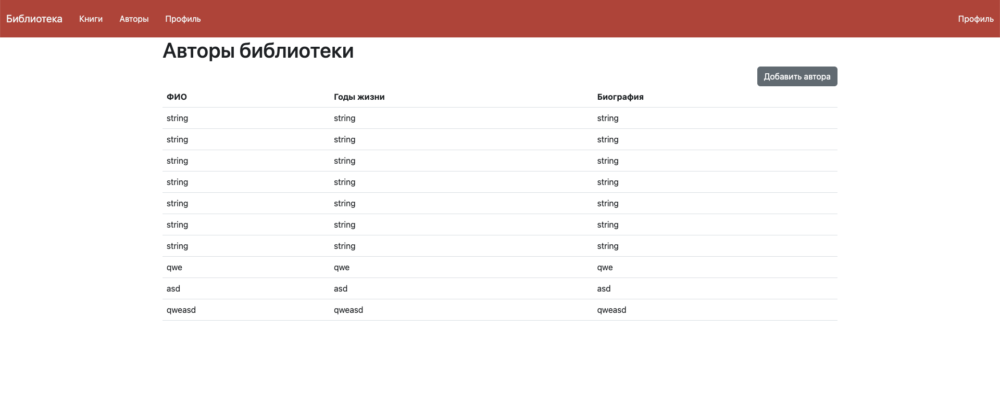 Библиотека Книги Авторы Профиль Профиль
Авторы библиотеки
Добавить автора
ФИО Годы жизни Биография
string string string
string string string
string string string
string string string
string string string
string string string
string string string
qwe qwe qwe
asd asd asd
qweasd qweasd qweasd